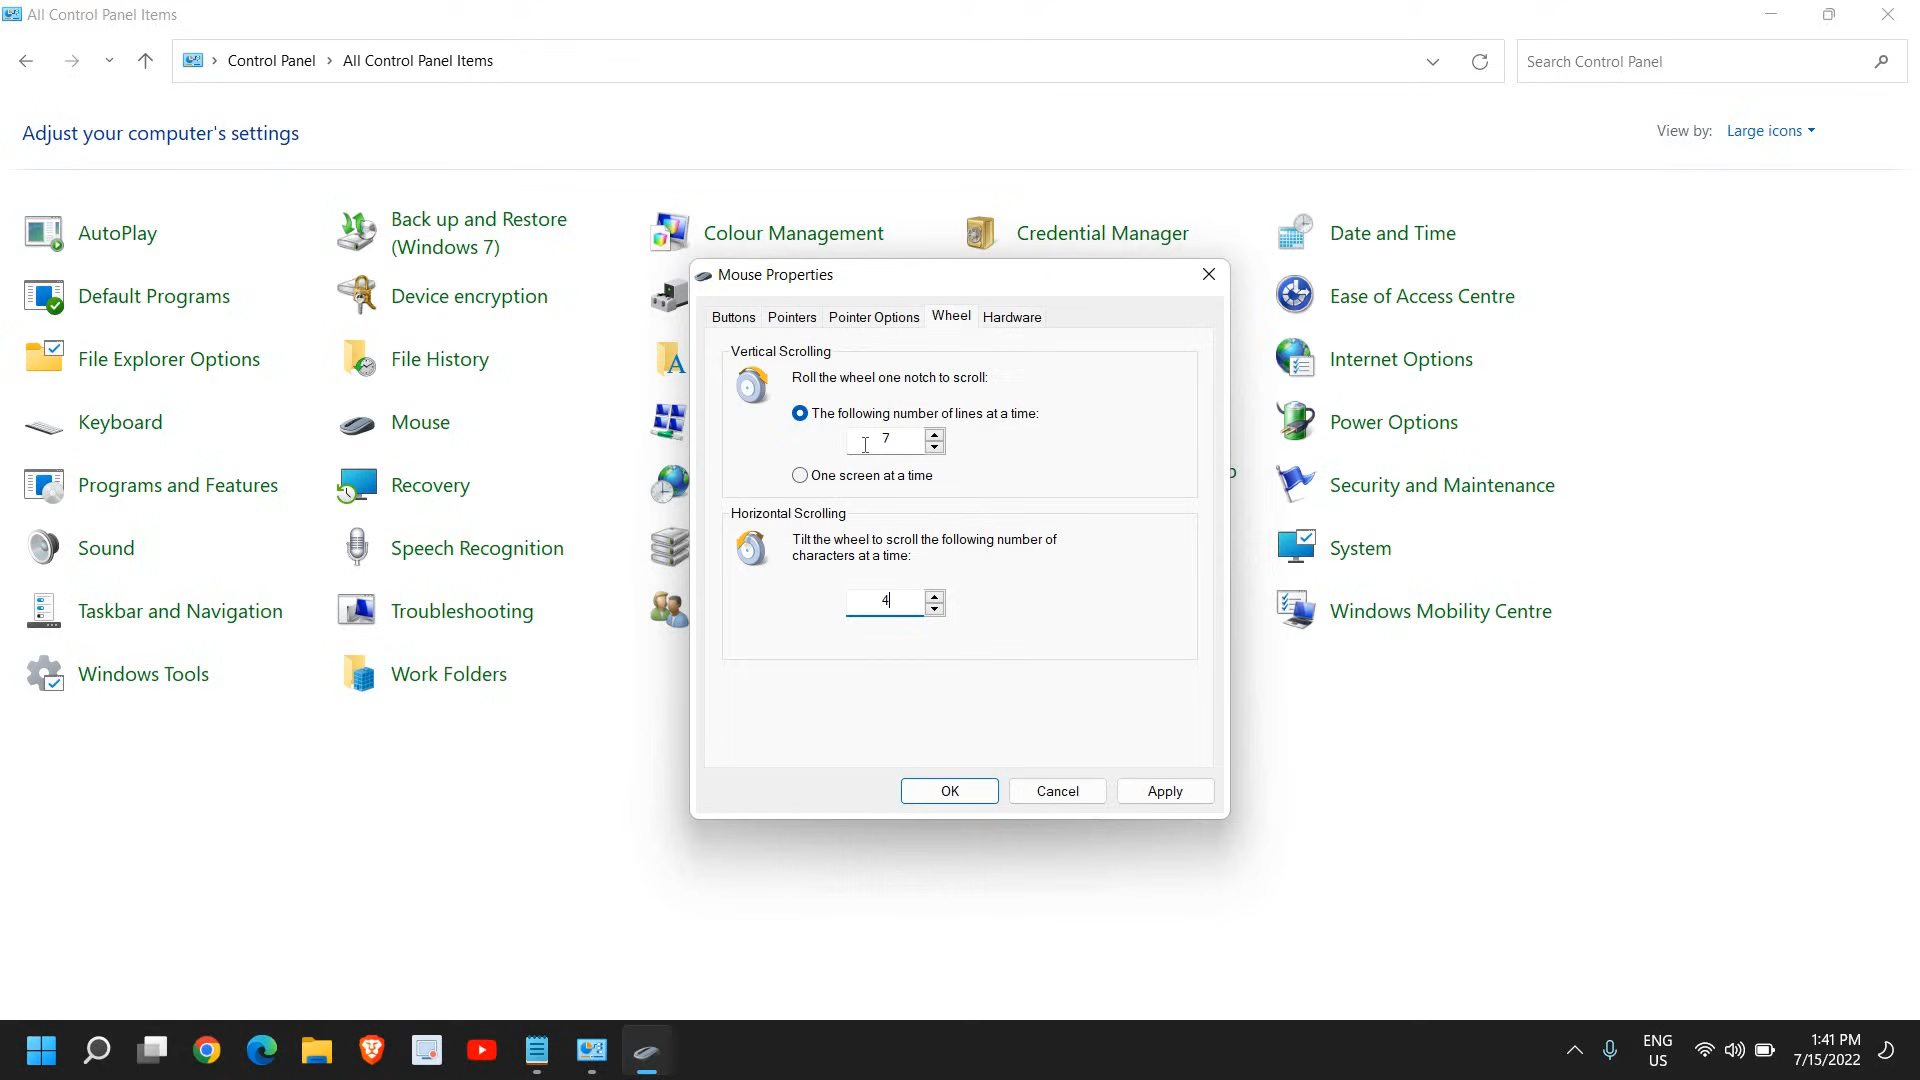 All Control Panel Items
Control Panel › All Control Panel Items
Search Control Panel
Adjust your computer's settings
View by: Large icons
AutoPlay
Back up and Restore
(Windows 7)
Colour Management
Credential Manager
Date and Time
Default Programs
Device encryption
Ease of Access Centre
File Explorer Options
File History
Internet Options
Keyboard
Mouse
Power Options
Programs and Features
Recovery
Security and Maintenance
Sound
Speech Recognition
System
Taskbar and Navigation
Troubleshooting
Windows Mobility Centre
Windows Tools
Work Folders
Mouse Properties
Buttons Pointers Pointer Options Wheel Hardware
Vertical Scrolling
Roll the wheel one notch to scroll:
The following number of lines at a time:
7
One screen at a time
Horizontal Scrolling
Tilt the wheel to scroll the following number of
characters at a time:
4
OK Cancel Apply
ENG
US
1:41 PM
7/15/2022